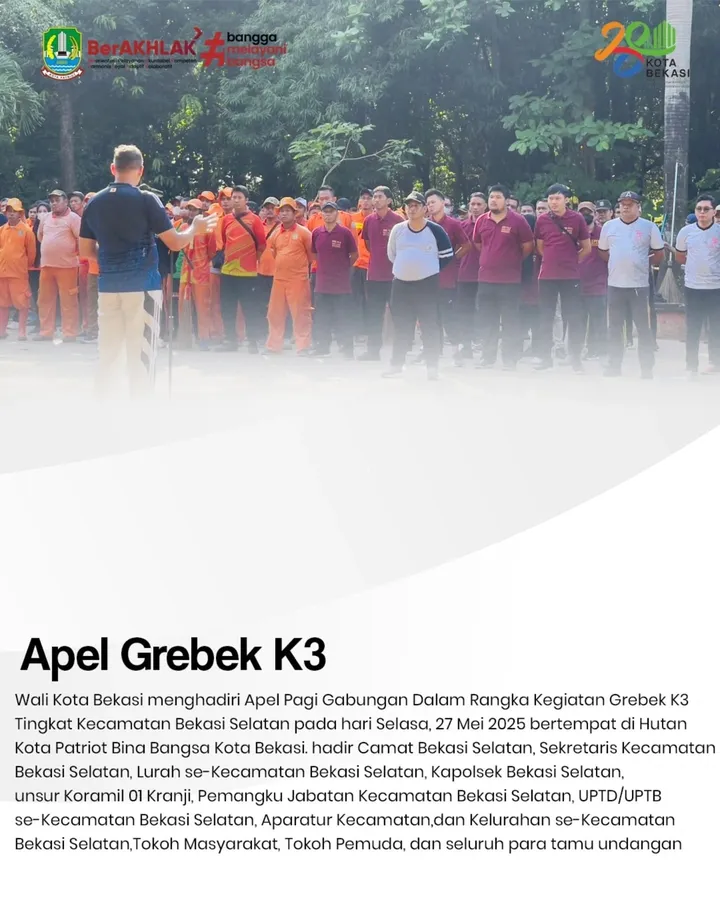 BerAKHLAK
#bangga
melayani
bangsa
KOTA
BEKASI
Apel Grebek K3
Wali Kota Bekasi menghadiri Apel Pagi Gabungan Dalam Rangka Kegiatan Grebek K3
Tingkat Kecamatan Bekasi Selatan pada hari Selasa, 27 Mei 2025 bertempat di Hutan
Kota Patriot Bina Bangsa Kota Bekasi. hadir Camat Bekasi Selatan, Sekretaris Kecamatan
Bekasi Selatan, Lurah se-Kecamatan Bekasi Selatan, Kapolsek Bekasi Selatan,
unsur Koramil 01 Kranji, Pemangku Jabatan Kecamatan Bekasi Selatan, UPTD/UPTB
se-Kecamatan Bekasi Selatan, Aparatur Kecamatan,dan Kelurahan se-Kecamatan
Bekasi Selatan,Tokoh Masyarakat, Tokoh Pemuda, dan seluruh para tamu undangan